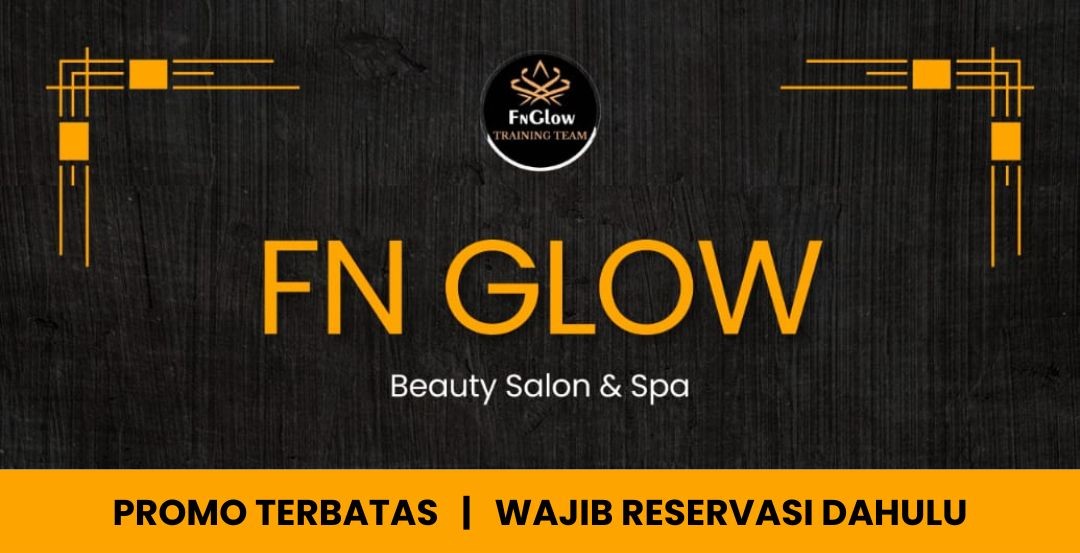 FNGLOW
TRAINING TEAM
FN GLOW
Beauty Salon & Spa
PROMO TERBATAS | WAJIB RESERVASI DAHULU